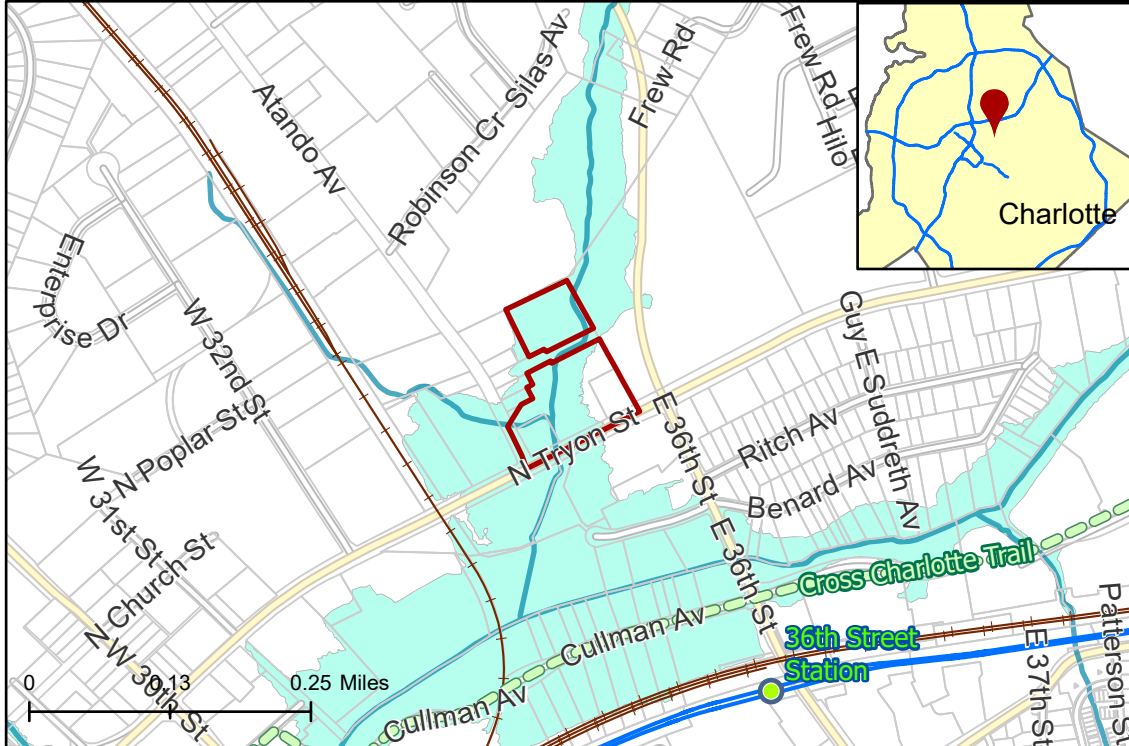 Frew Rd
Frew Rd
Hilo
Silas Av
Robinson Cr
Atando Av
Charlotte
Enterprise Dr
W 32nd St
Guy E Suddreth Av
N Poplar St
N Tryon St
E 36th St
Ritch Av
Benard Av
W 31st St
N Church St
E 36th St
Cross Charlotte Trail
N W 30th St
Cullman Av
36th Street
Station
E 37th St
Patterson St
Cullman Av
0 0.13 0.25 Miles